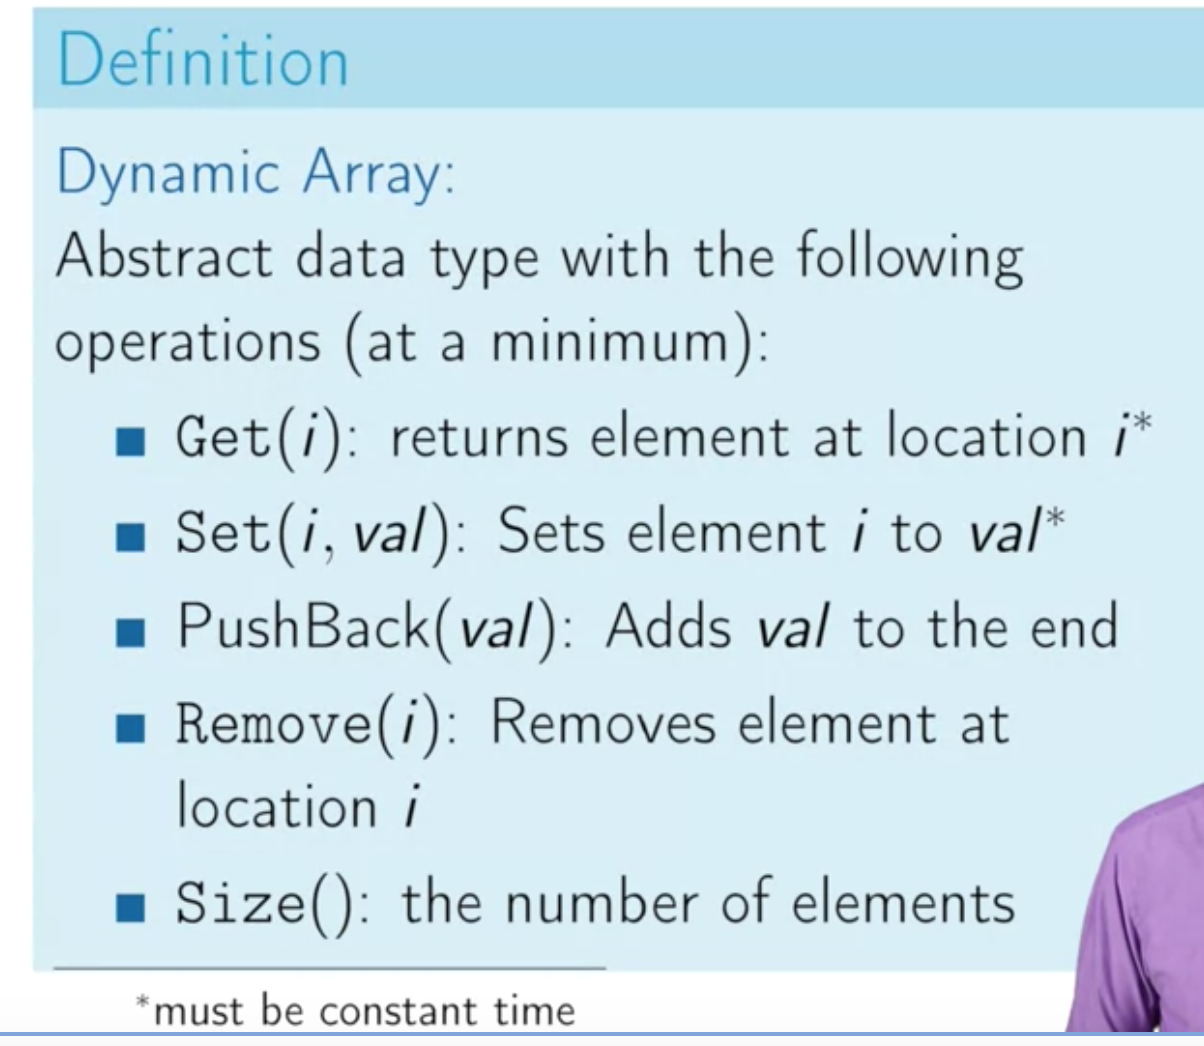 Definition
Dynamic Array:
Abstract data type with the following
operations (at a minimum):
■ Get(i): returns element at location i*
■ Set(i, val): Sets element i to val*
■ PushBack(val): Adds val to the end
■ Remove(i): Removes element at
location i
■ Size(): the number of elements
*must be constant time